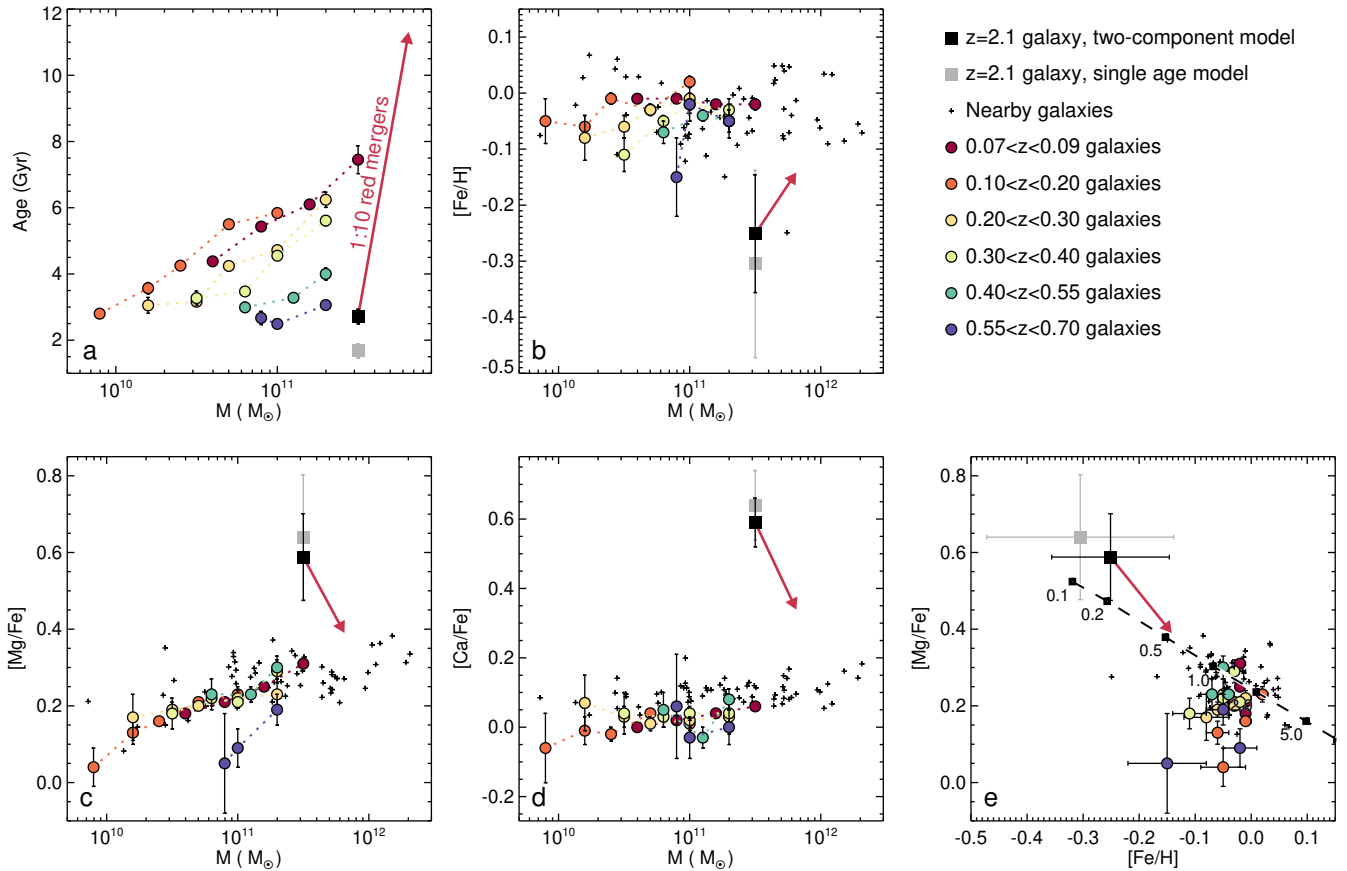 12
10
8
6
4
2
Age (Gyr)
1:10 red mergers
a
10^10
10^11
M ( M☉)
0.1
0.0
-0.1
-0.2
-0.3
-0.4
-0.5
[Fe/H]
b
10^10
10^11
10^12
M ( M☉)
z=2.1 galaxy, two-component model
z=2.1 galaxy, single age model
Nearby galaxies
0.07<z<0.09 galaxies
0.10<z<0.20 galaxies
0.20<z<0.30 galaxies
0.30<z<0.40 galaxies
0.40<z<0.55 galaxies
0.55<z<0.70 galaxies
0.8
0.6
0.4
0.2
0.0
[Mg/Fe]
c
10^10
10^11
10^12
M ( M☉)
0.6
0.4
0.2
0.0
-0.2
[Ca/Fe]
d
10^10
10^11
10^12
M ( M☉)
0.8
0.6
0.4
0.2
0.0
[Mg/Fe]
0.1
0.2
0.5
1.0
5.0
e
-0.5 -0.4 -0.3 -0.2 -0.1 0.0 0.1
[Fe/H]